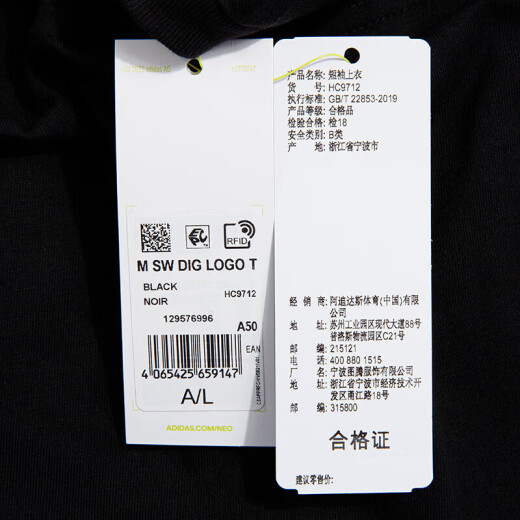 RFID
M SW DIG LOGO T
BLACK
NOIR
HC9712
129576996
A50
EAN
4 065425 659147
A/L
ADIDAS.COM/NEO
产品名称: 短袖上衣
货 号: HC9712
执行标准: GB/T 22853-2019
产品等级: 合格品
检验合格: 检18
安全类别: B类
产 地: 浙江省宁波市
经 销 商: 阿迪达斯体育(中国)有限
公司
地 址: 苏州工业园区现代大道88号
普洛斯物流园区C21号
邮 编: 215121
电 话: 400 880 1515
制 造 商: 宁波图腾服饰有限公司
地 址: 浙江省宁波市经济技术开
发区甬江路18号
邮 编: 315800
合格证
建议零售价: